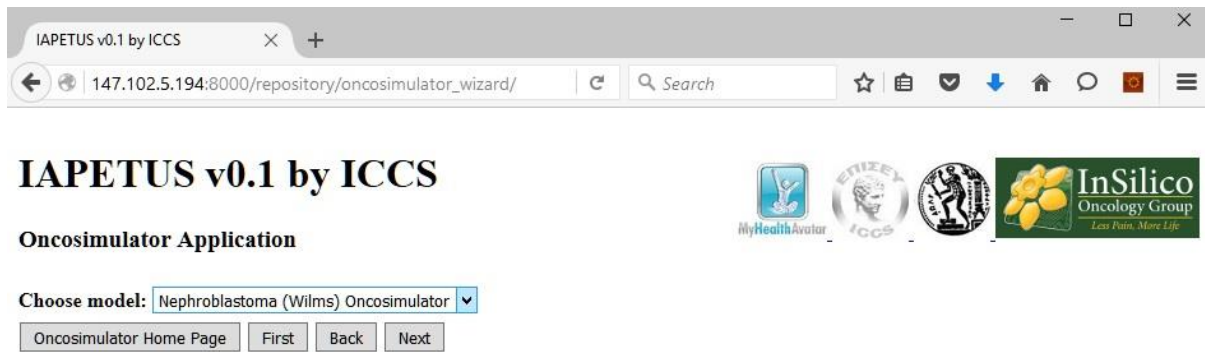 IAPETUS v0.1 by ICCS
147.102.5.194:8000/repository/oncosimulator_wizard/ Search
IAPETUS v0.1 by ICCS
ΕΠΙΣΕΥ
ICCS
MyHealthAvatar
InSilico
Oncology Group
Less Pain, More Life
Oncosimulator Application
Choose model: Nephroblastoma (Wilms) Oncosimulator
Oncosimulator Home Page First Back Next